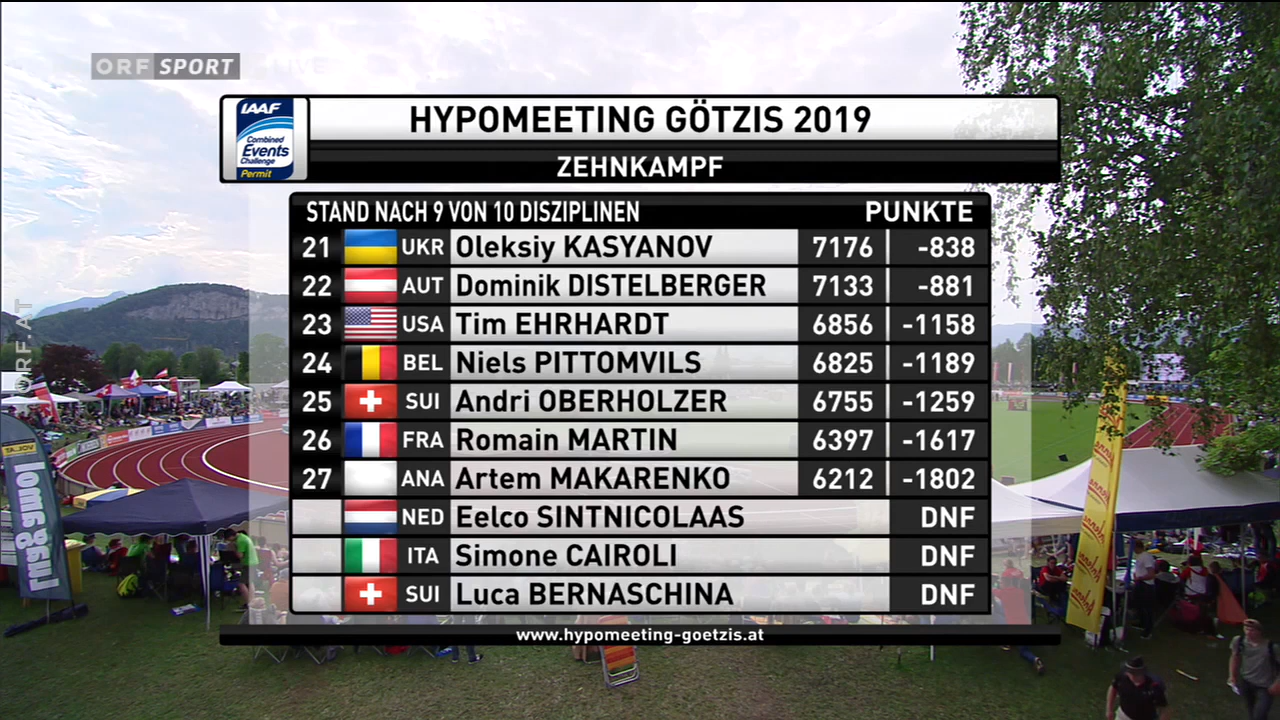 ORF SPORT LIVE
IAAF
Combined
Events
Challenge
Permit
HYPOMEETING GÖTZIS 2019
ZEHNKAMPF
STAND NACH 9 VON 10 DISZIPLINEN PUNKTE
21 UKR Oleksiy KASYANOV 7176 -838
22 AUT Dominik DISTELBERGER 7133 -881
23 USA Tim EHRHARDT 6856 -1158
24 BEL Niels PITTOMVILS 6825 -1189
25 SUI Andri OBERHOLZER 6755 -1259
26 FRA Romain MARTIN 6397 -1617
27 ANA Artem MAKARENKO 6212 -1802
NED Eelco SINTNICOLAAS DNF
ITA Simone CAIROLI DNF
SUI Luca BERNASCHINA DNF
www.hypomeeting-goetzis.at
ORF.AT